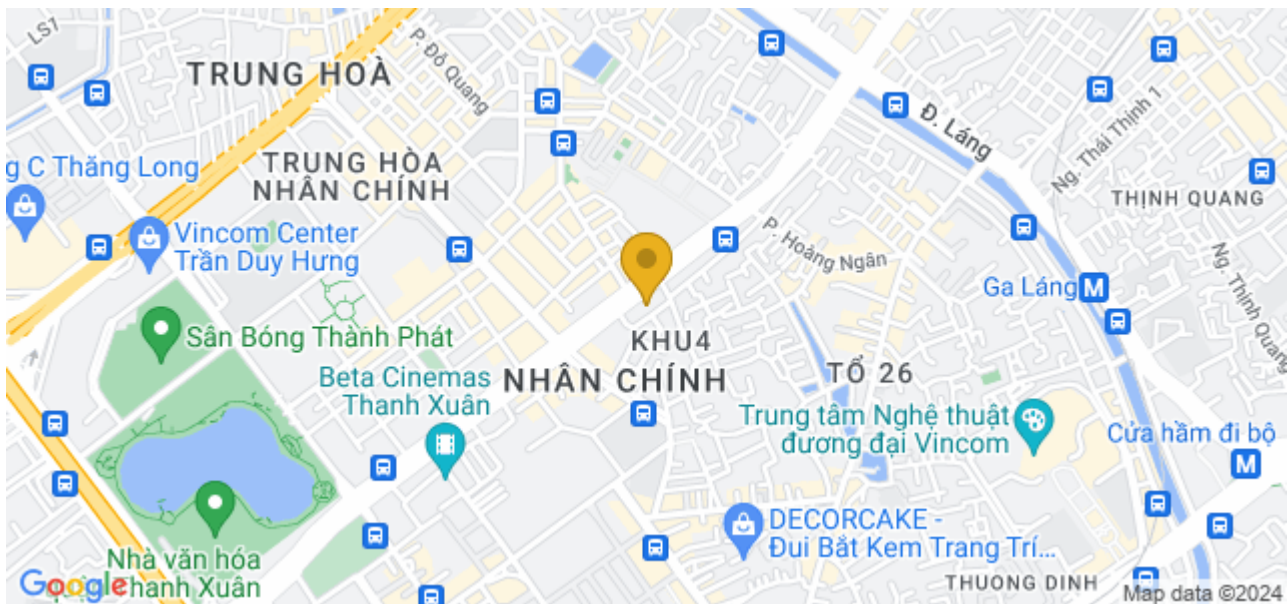 LS1
TRUNG HOÀ
P. Đỗ Quang
Đ. Láng
Ng. Thái Thịnh 1
TRUNG HÒA
NHÂN CHÍNH
g C Thăng Long
THỊNH QUANG
Vincom Center
Trần Duy Hưng
P. Hoàng Ngân
Ng. Thịnh Quang
Ga Láng
M
Sân Bóng Thành Phát
KHU4
NHÂN CHÍNH
TỔ 26
Beta Cinemas
Thanh Xuân
Trung tâm Nghệ thuật
đương đại Vincom
Cửa hầm đi bộ
M
DECORCAKE -
Đui Bắt Kem Trang Trí...
Nhà văn hóa
Thanh Xuân
Google
THUONG DINH
Map data ©2024